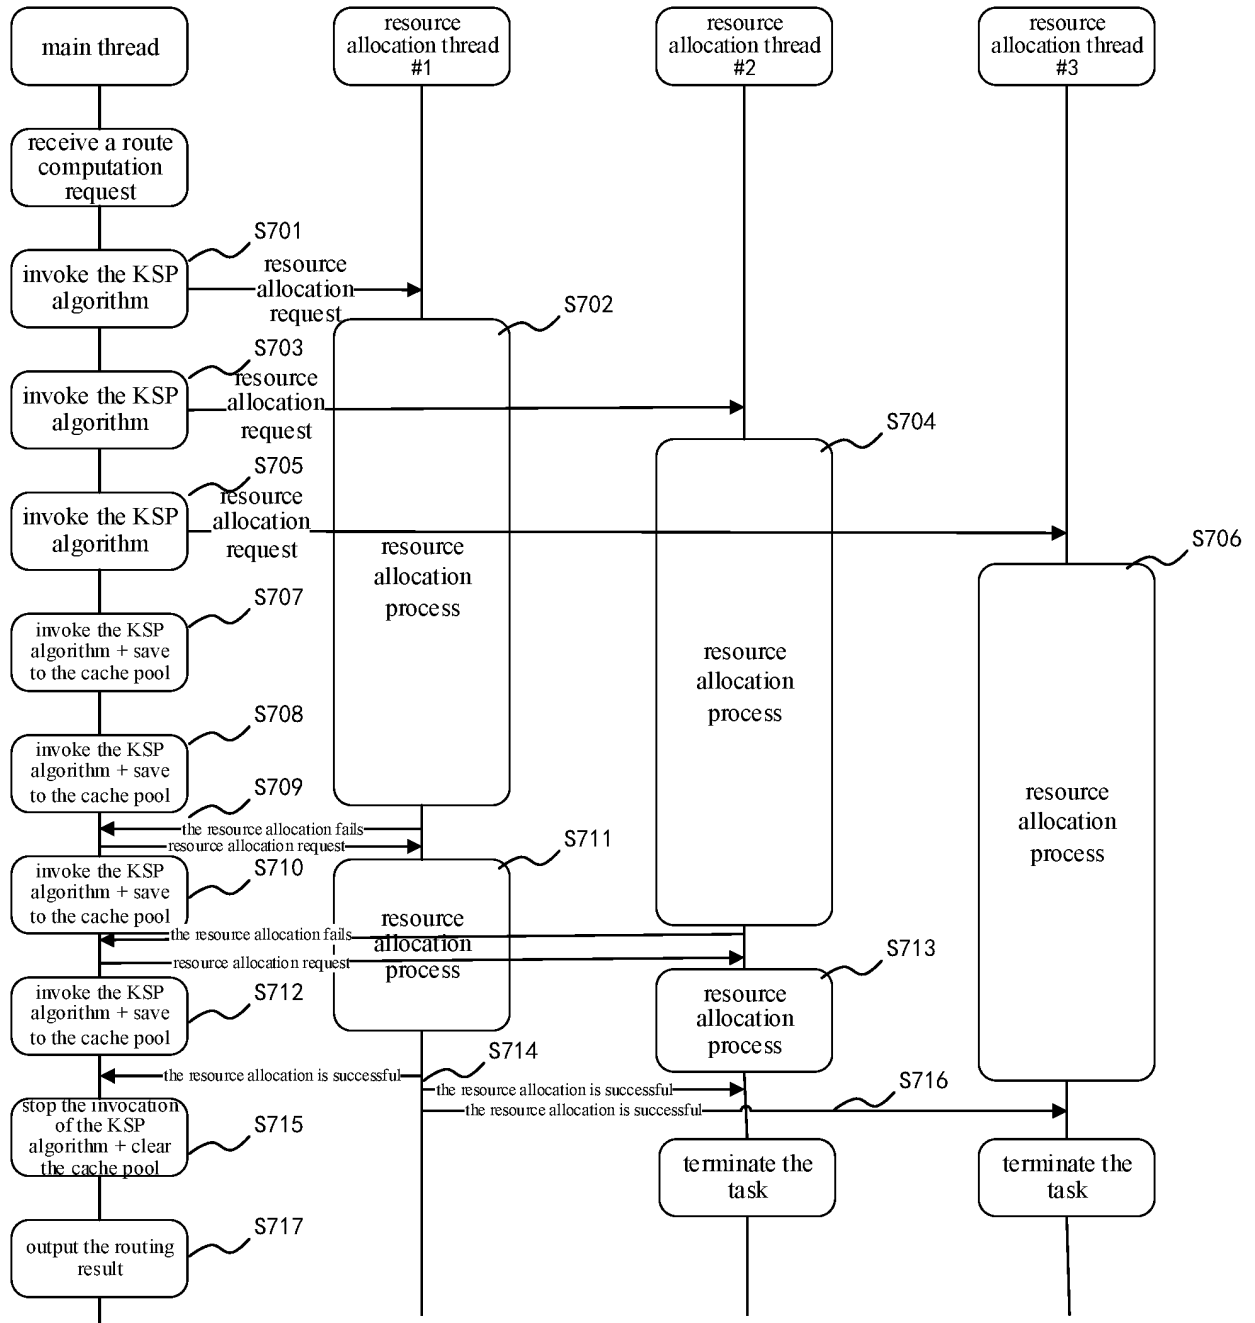 main thread
resource
allocation thread
#1
resource
allocation thread
#2
resource
allocation thread
#3
receive a route
computation
request
S701
invoke the KSP
algorithm
resource
allocation
request
S702
S703
invoke the KSP
algorithm
resource
allocation
request
S704
S705
invoke the KSP
algorithm
resource
allocation
request
resource
allocation
process
S706
S707
invoke the KSP
algorithm + save
to the cache pool
resource
allocation
process
S708
invoke the KSP
algorithm + save
to the cache pool
resource
allocation
process
S709
the resource allocation fails
resource allocation request
S710
invoke the KSP
algorithm + save
to the cache pool
S711
resource
allocation
process
the resource allocation fails
resource allocation request
S712
invoke the KSP
algorithm + save
to the cache pool
S713
resource
allocation
process
S714
the resource allocation is successful
the resource allocation is successful
the resource allocation is successful
S716
stop the invocation
of the KSP
algorithm + clear
the cache pool
S715
terminate the
task
terminate the
task
S717
output the routing
result